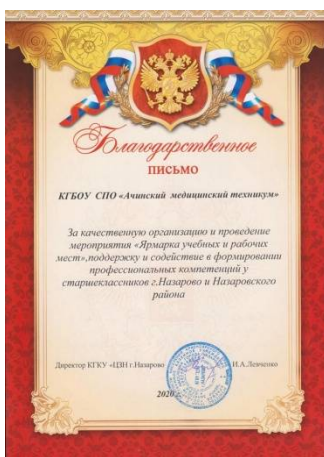 Благодарственное
письмо
КГБОУ СПО «Ачинский медицинский техникум»
За качественную организацию и проведение
мероприятия «Ярмарка учебных и рабочих
мест»,поддержку и содействие в формировании
профессиональных компетенций у
старшеклассников г.Назарово и Назаровского
района
Директор КГКУ «ЦЗН г.Назарово И.А.Левченко
2020 г.